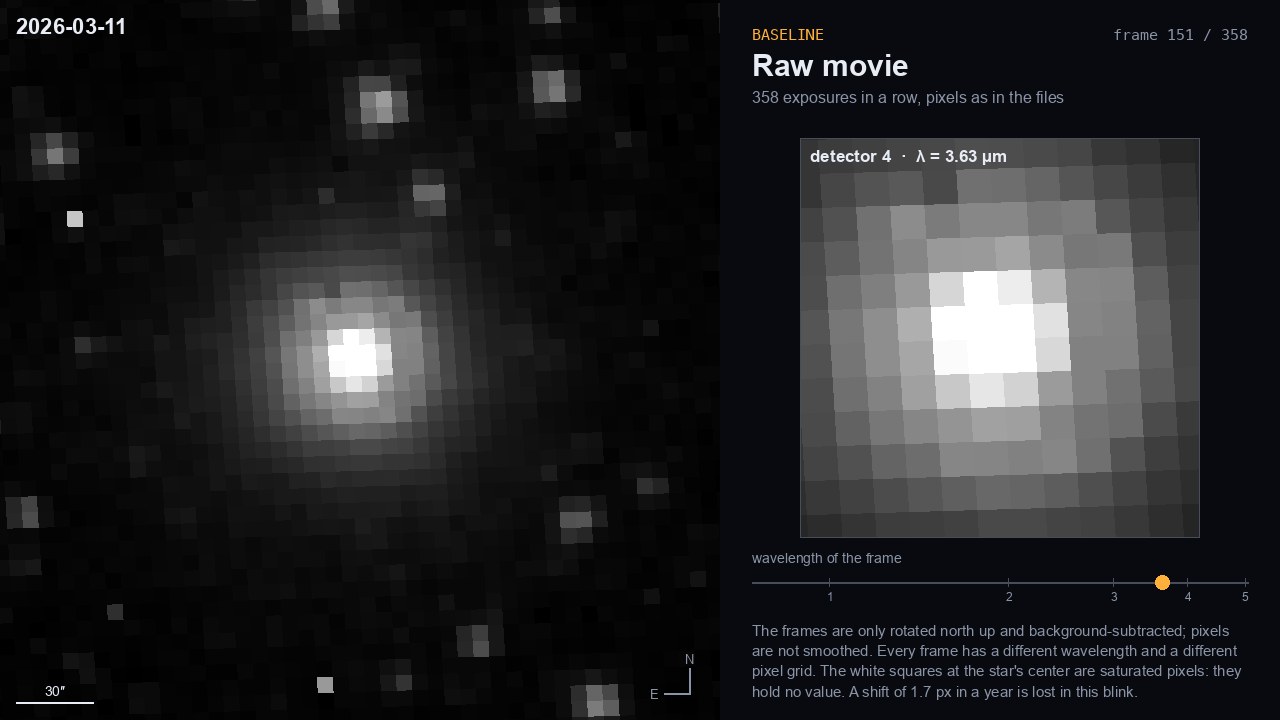 2026-03-11
30″
N
E
BASELINE
frame 151 / 358
Raw movie
358 exposures in a row, pixels as in the files
detector 4 · λ = 3.63 µm
wavelength of the frame
1 2 3 4 5
The frames are only rotated north up and background-subtracted; pixels
are not smoothed. Every frame has a different wavelength and a different
pixel grid. The white squares at the star's center are saturated pixels: they
hold no value. A shift of 1.7 px in a year is lost in this blink.